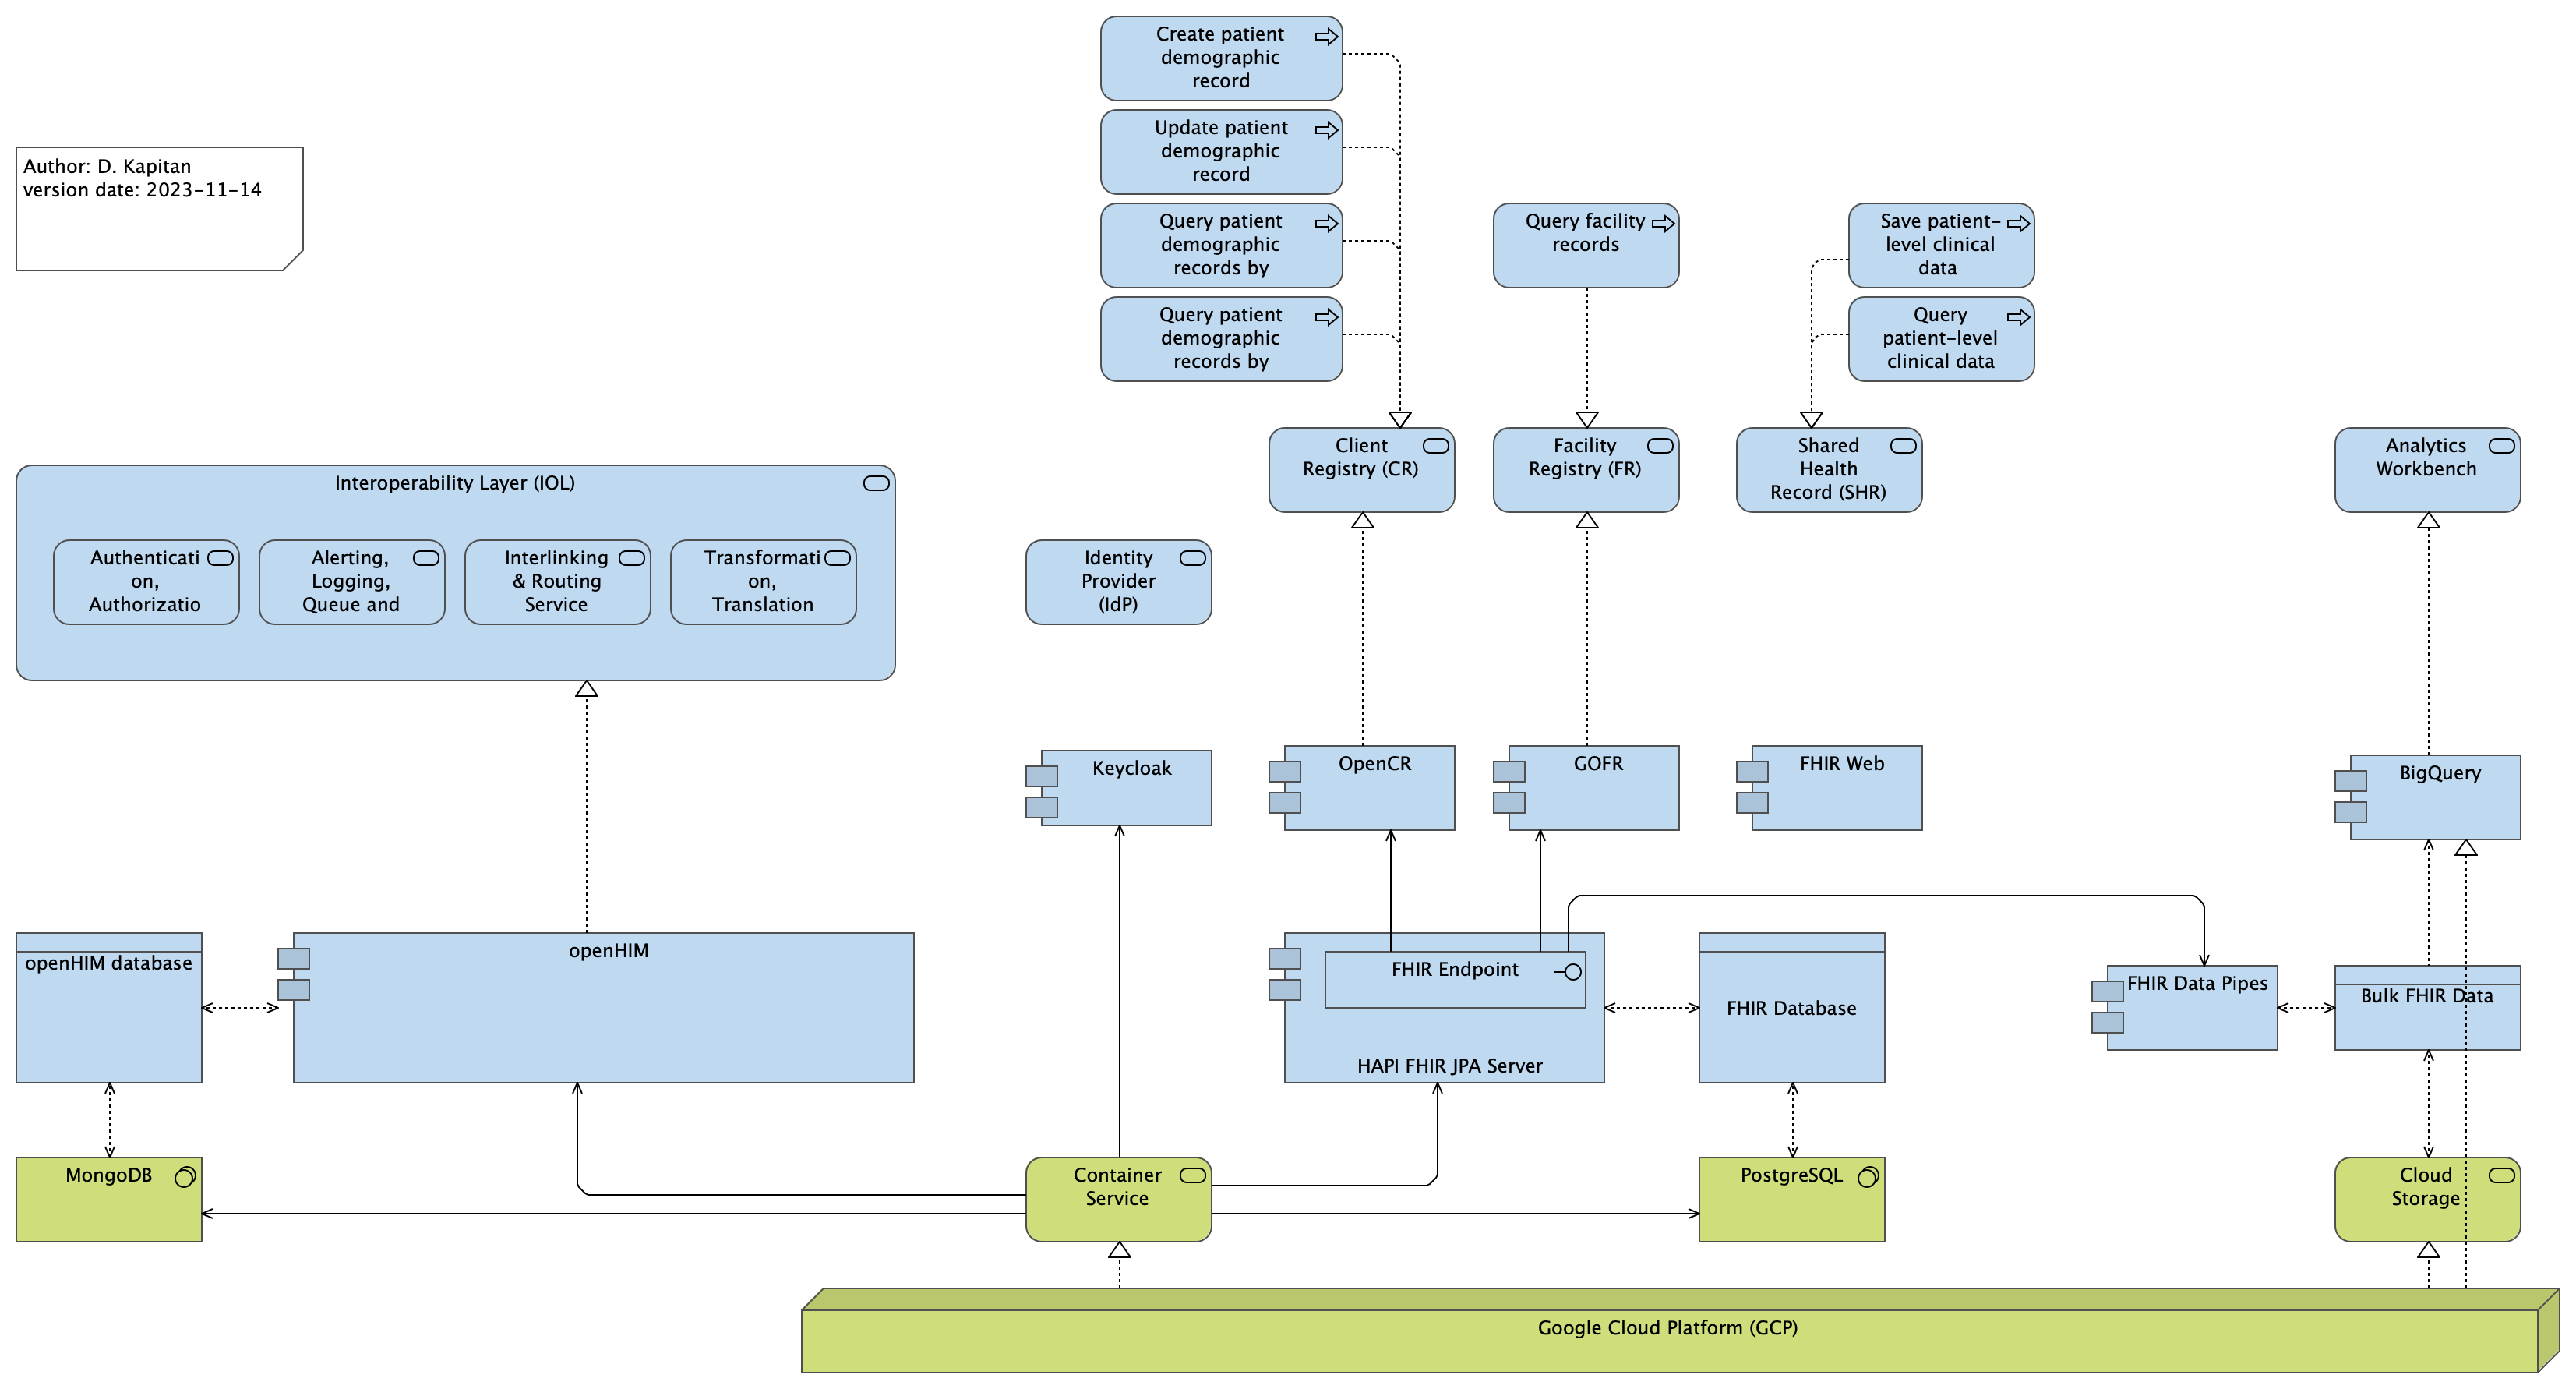 Create patient
demographic
record
Update patient
demographic
record
Query patient
demographic
records by
Query patient
demographic
records by
Query facility
records
Save patient-
level clinical
data
Query
patient-level
clinical data
Author: D. Kapitan
version date: 2023-11-14
Client
Registry (CR)
Facility
Registry (FR)
Shared
Health
Record (SHR)
Analytics
Workbench
Interoperability Layer (IOL)
Authenticati
on,
Authorizatio
Alerting,
Logging,
Queue and
Interlinking
& Routing
Service
Transformati
on,
Translation
Identity
Provider
(IdP)
Keycloak
OpenCR
GOFR
FHIR Web
BigQuery
openHIM database
openHIM
FHIR Endpoint
HAPI FHIR JPA Server
FHIR Database
FHIR Data Pipes
Bulk FHIR Data
MongoDB
Container
Service
PostgreSQL
Cloud
Storage
Google Cloud Platform (GCP)